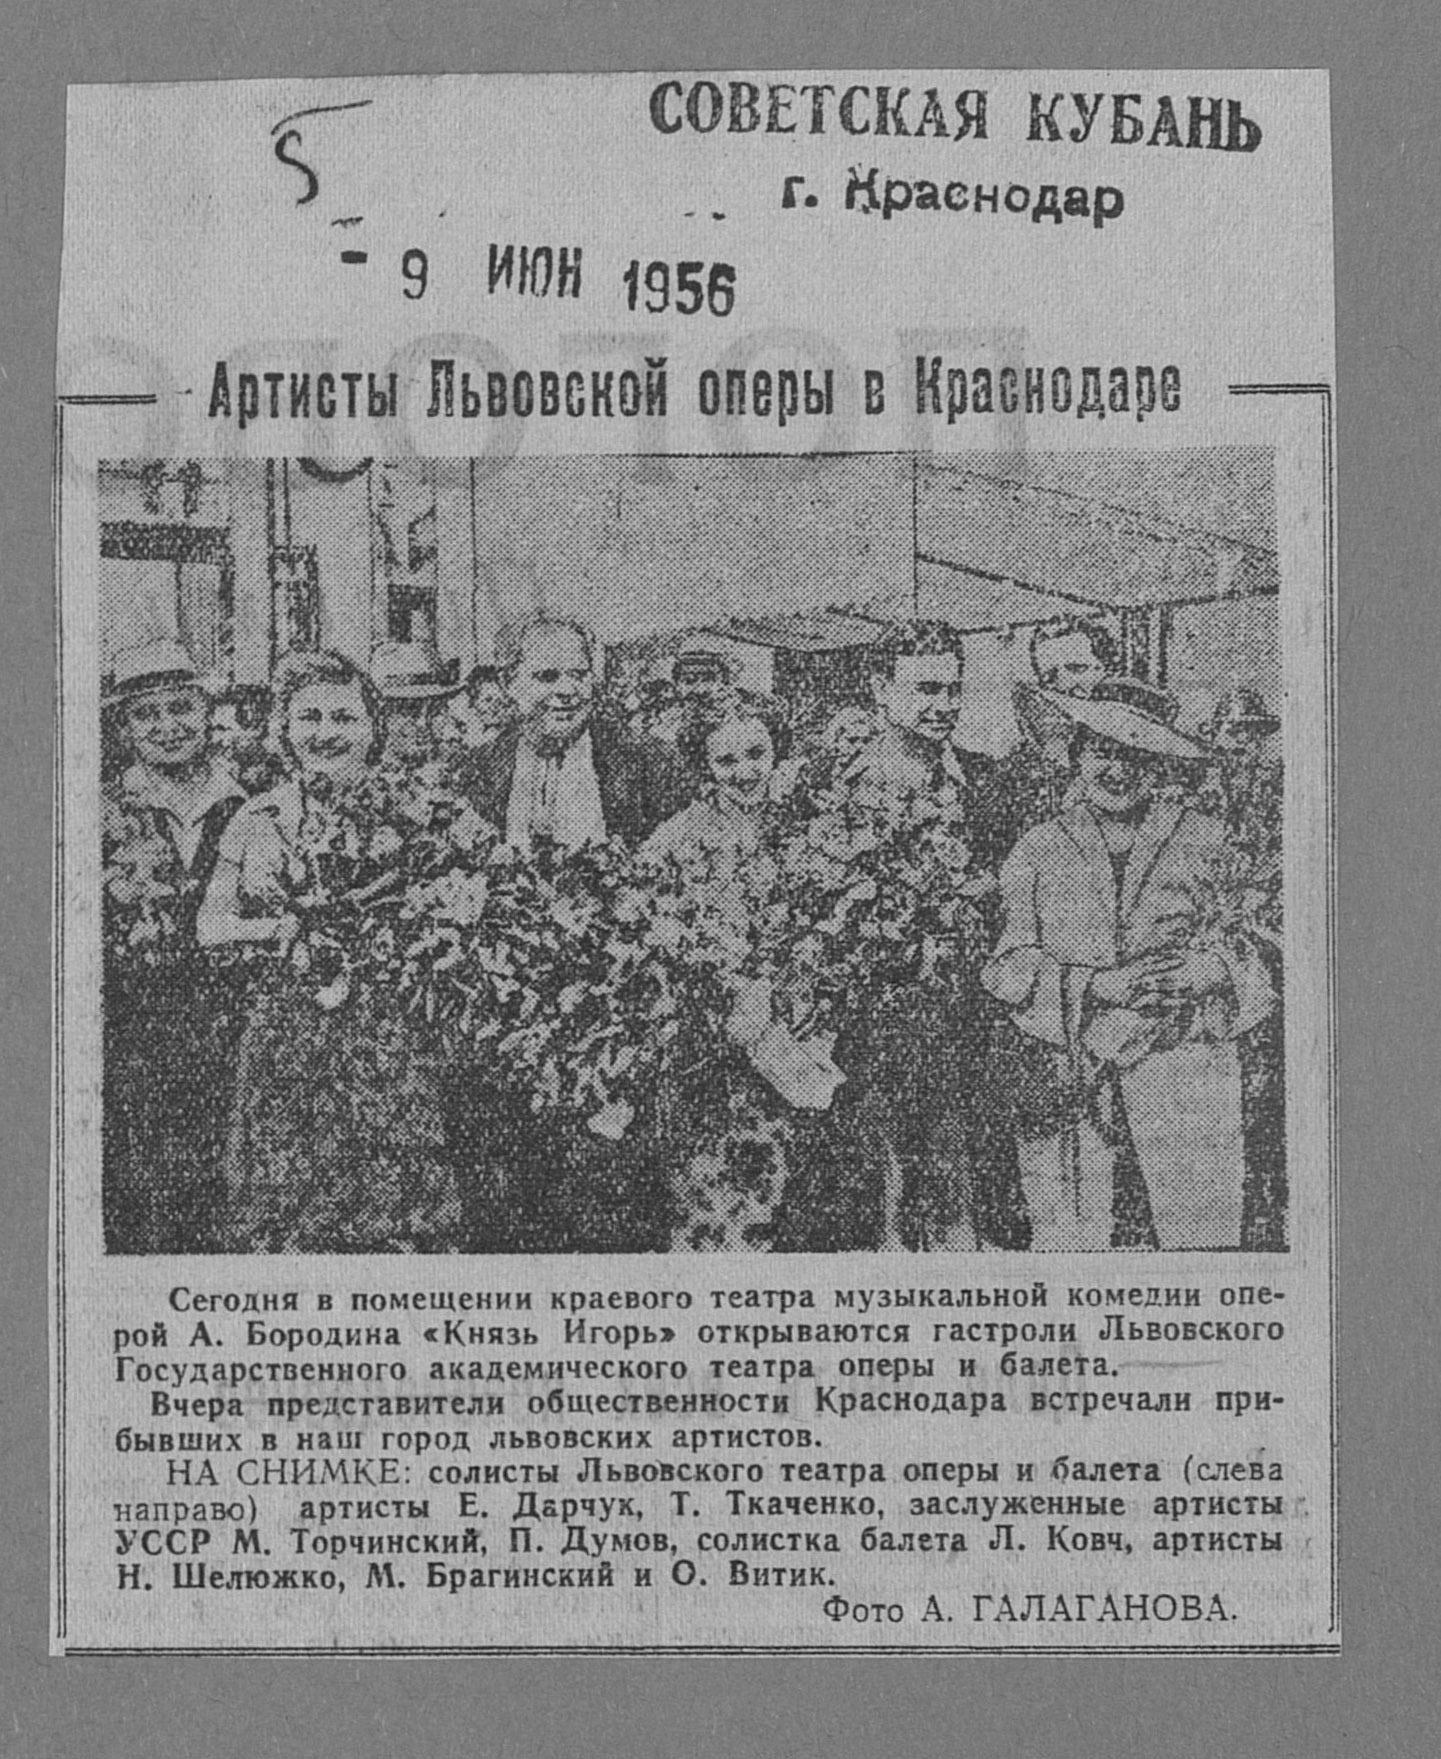 СОВЕТСКАЯ КУБАНЬ
г. Краснодар
5
- 9 ИЮН 1956
Артисты Львовской оперы в Краснодаре
Сегодня в помещении краевого театра музыкальной комедии опе-
рой А. Бородина «Князь Игорь» открываются гастроли Львовского
Государственного академического театра оперы и балета.
Вчера представители общественности Краснодара встречали при-
бывших в наш город львовских артистов.
НА СНИМКЕ: солисты Львовского театра оперы и балета (слева
направо) артисты Е. Дарчук, Т. Ткаченко, заслуженные артисты
УССР М. Торчинский, П. Думов, солистка балета Л. Ковч, артисты
Н. Шелюжко, М. Брагинский и О. Витик.
Фото А. ГАЛАГАНОВА.